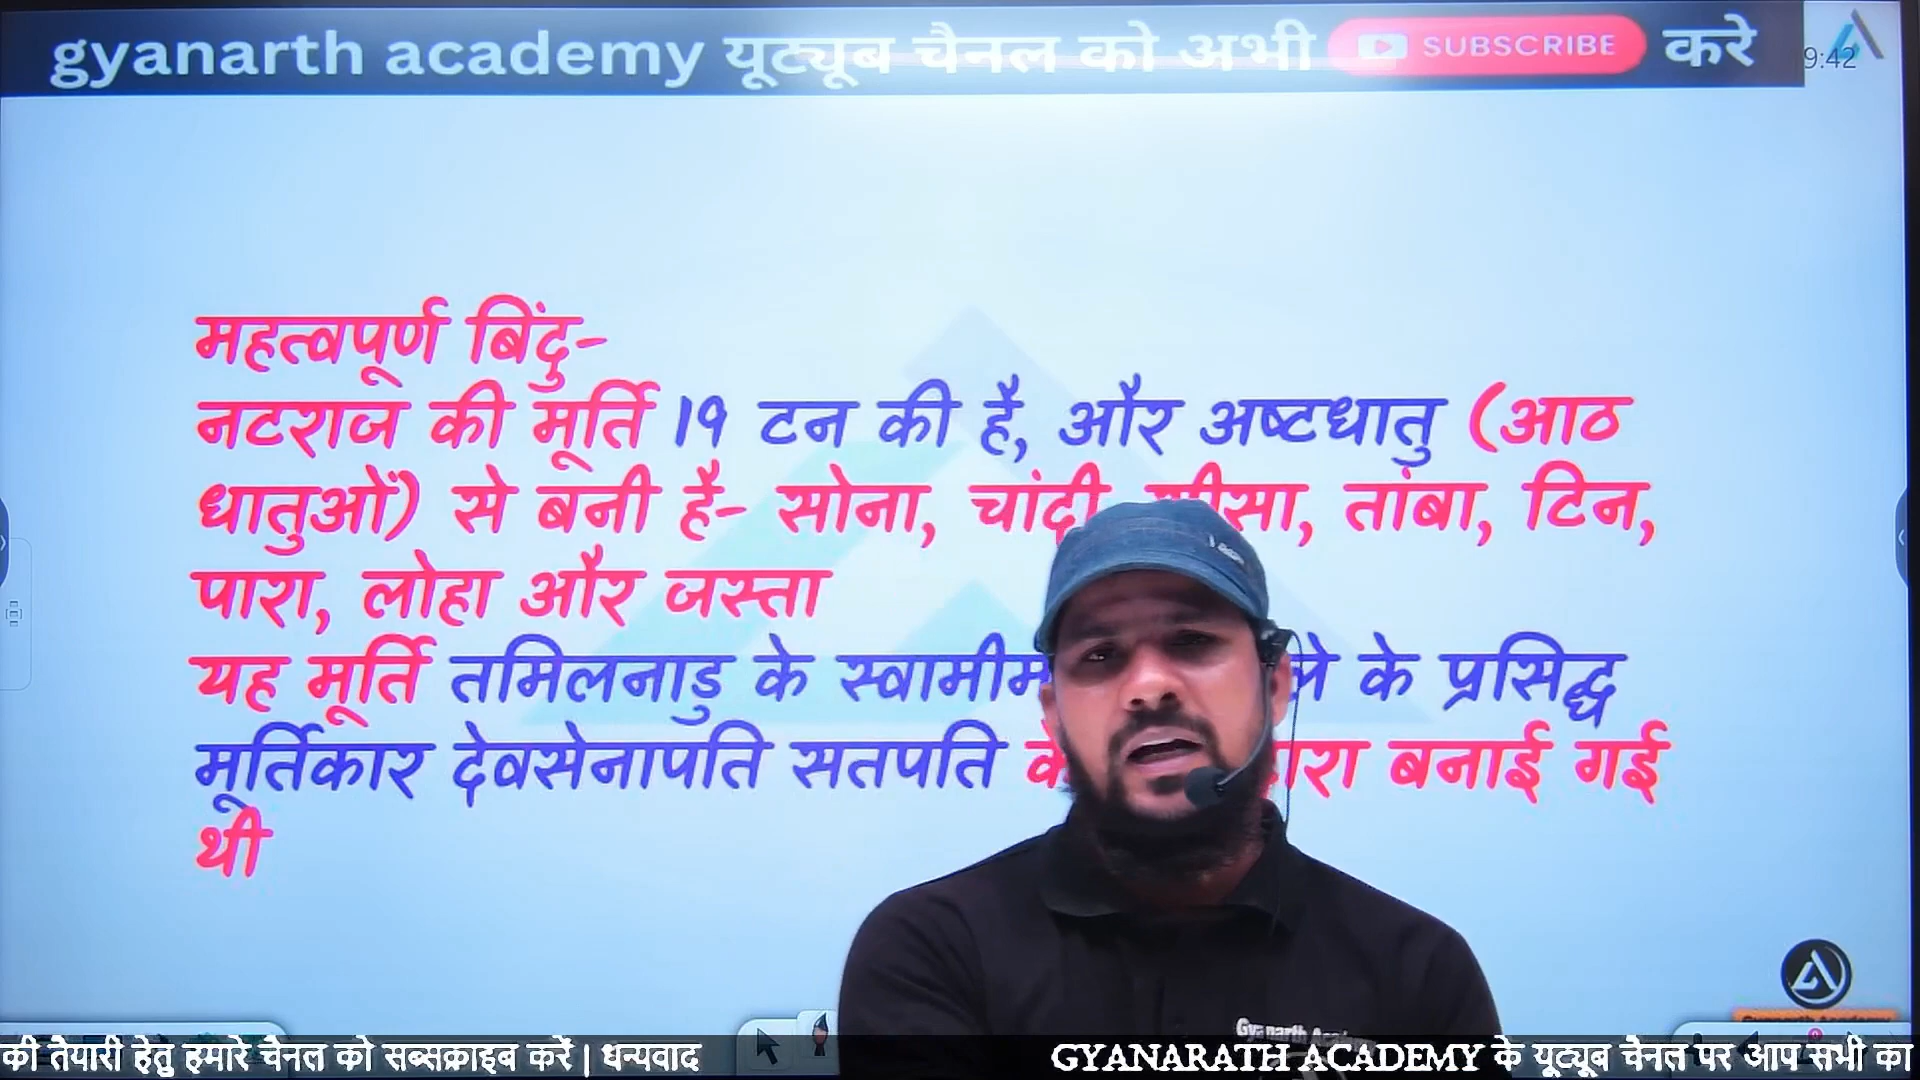 gyanarth academy यूट्यूब चैनल को अभी SUBSCRIBE करे
9:42
महत्वपूर्ण बिंदु-
नटराज की मूर्ति 19 टन की है, और अष्टधातु (आठ
धातुओं) से बनी है- सोना, चांदी, तांबा, टिन,
पारा, लोहा और जस्ता
यह मूर्ति तमिलनाडु के के प्रसिद्ध
मूर्तिकार देवसेनापति सतपति बनाई गई
थी
Gyanarth Academy
की तैयारी हेतु हमारे चैनल को सब्सक्राइब करें | धन्यवाद
GYANARATH ACADEMY के यूट्यूब चैनल पर आप सभी का